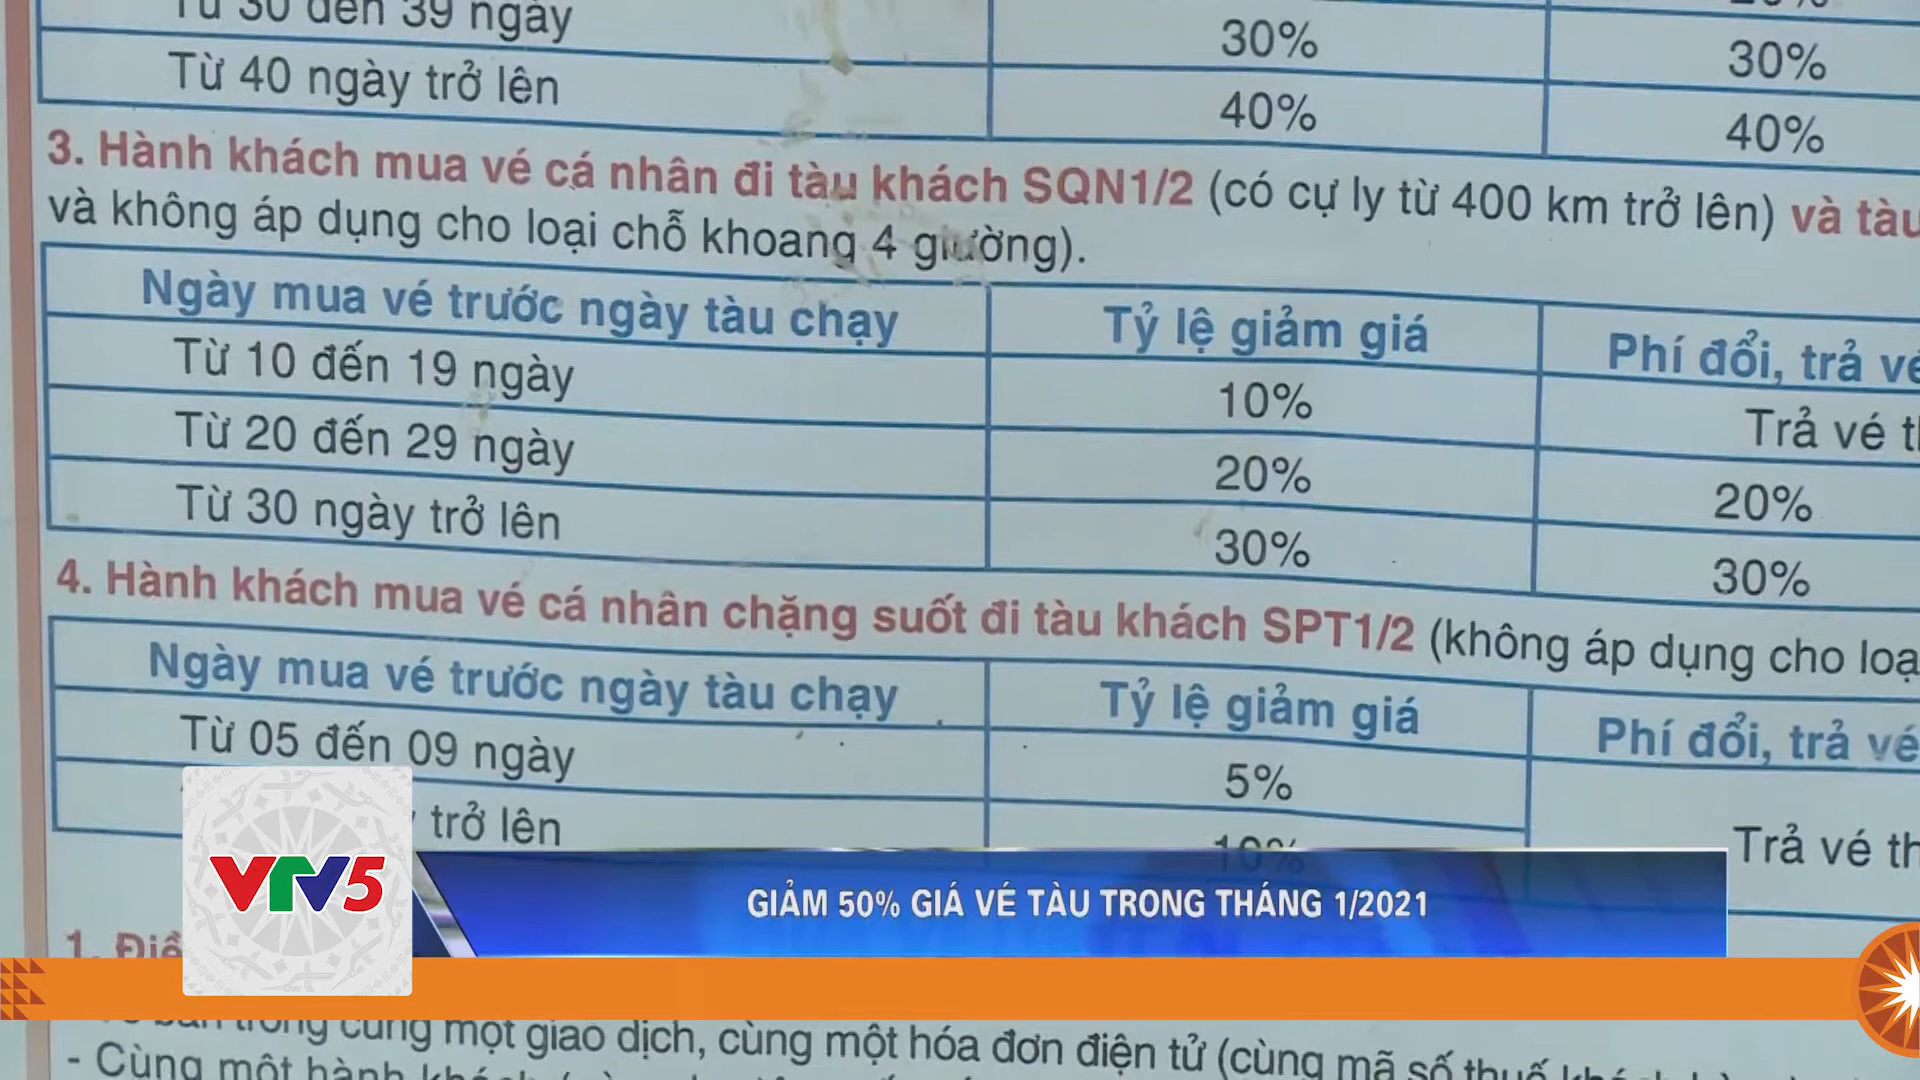 Từ 30 đến 39 ngày 30% 30%
Từ 40 ngày trở lên 40% 40%
3. Hành khách mua vé cá nhân đi tàu khách SQN1/2 (có cự ly từ 400 km trở lên) và tàu
và không áp dụng cho loại chỗ khoang 4 giường).
Ngày mua vé trước ngày tàu chạy Tỷ lệ giảm giá Phí đổi, trả vé
Từ 10 đến 19 ngày 10% Trả vé
Từ 20 đến 29 ngày 20% 20%
Từ 30 ngày trở lên 30% 30%
4. Hành khách mua vé cá nhân chặng suốt đi tàu khách SPT1/2 (không áp dụng cho
Ngày mua vé trước ngày tàu chạy Tỷ lệ giảm giá Phí đổi, trả vé
Từ 05 đến 09 ngày 5%
trở lên 10% Trả vé
VTV5
GIẢM 50% GIÁ VÉ TÀU TRONG THÁNG 1/2021
1.
trong cùng một giao dịch, cùng một hóa đơn điện tử (cùng mã số thuế
- Cùng một hành